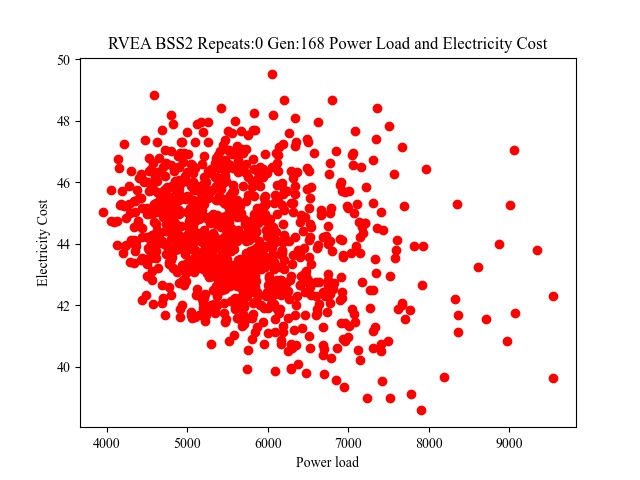 RVEA BSS2 Repeats:0 Gen:168 Power Load and Electricity Cost
50
48
46
44
42
40
Electricity Cost
4000 5000 6000 7000 8000 9000
Power load